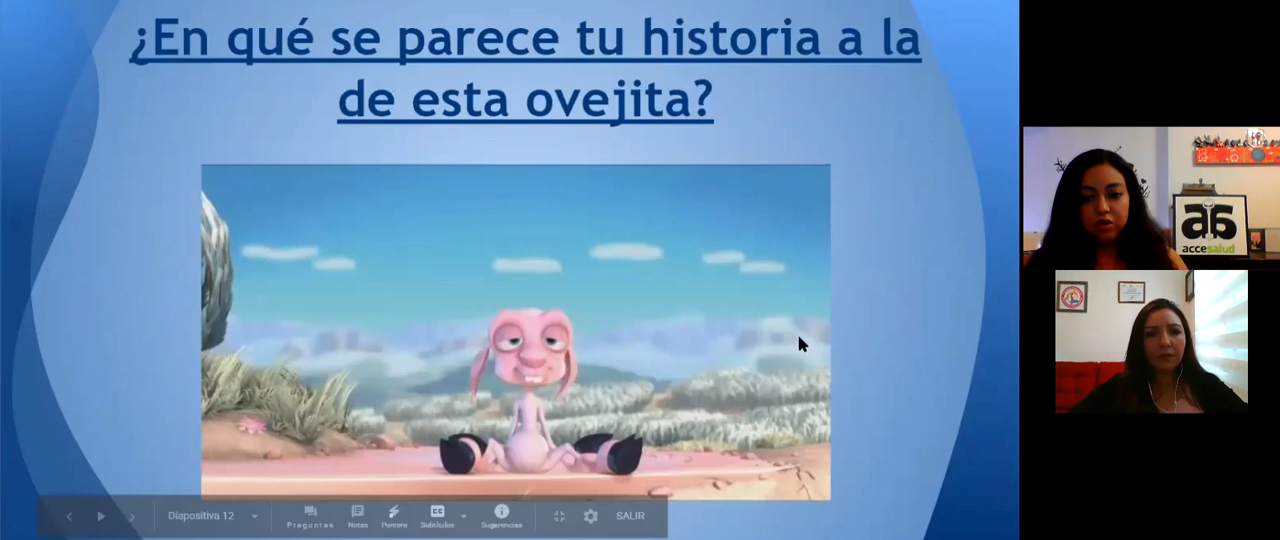 ¿En qué se parece tu historia a la
de esta ovejita?
aa
accesalud
Diapositiva 12
Preguntas
Notas
Puntero
Subtítulos
Sugerencias
SALIR